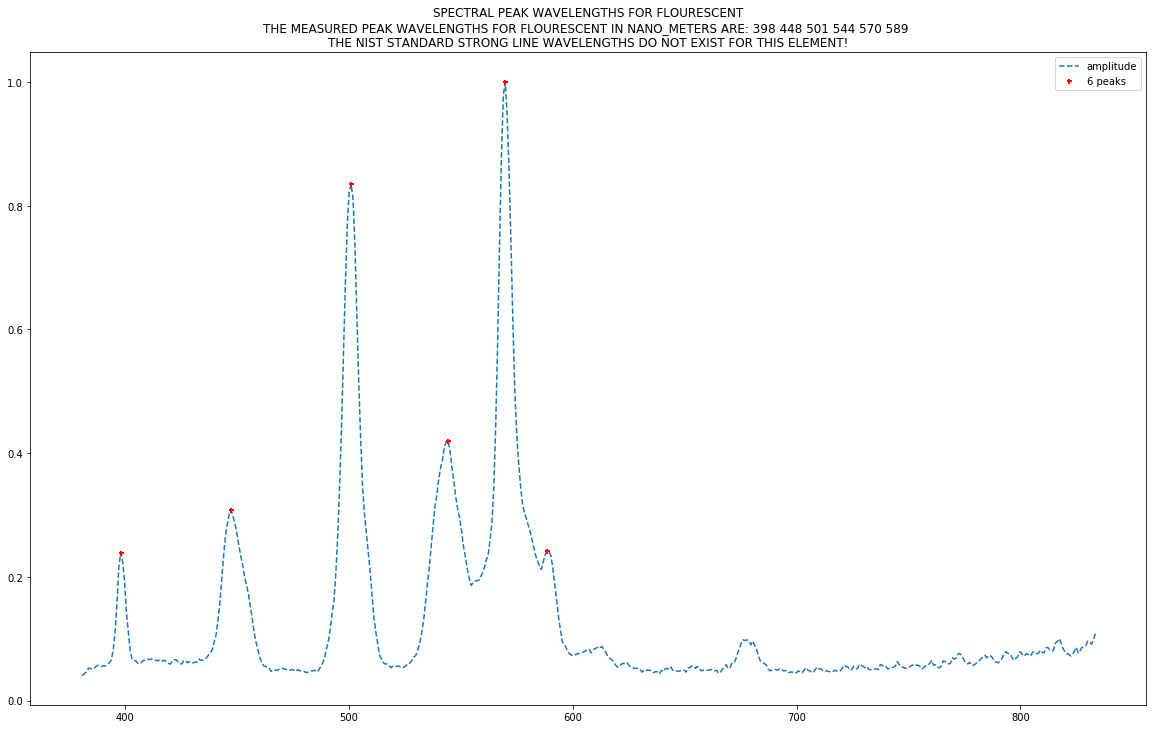 SPECTRAL PEAK WAVELENGTHS FOR FLOURESCENT
THE MEASURED PEAK WAVELENGTHS FOR FLOURESCENT IN NANO_METERS ARE: 398 448 501 544 570 589
THE NIST STANDARD STRONG LINE WAVELENGTHS DO NOT EXIST FOR THIS ELEMENT!
amplitude
6 peaks
1.0
0.8
0.6
0.4
0.2
0.0
400 500 600 700 800